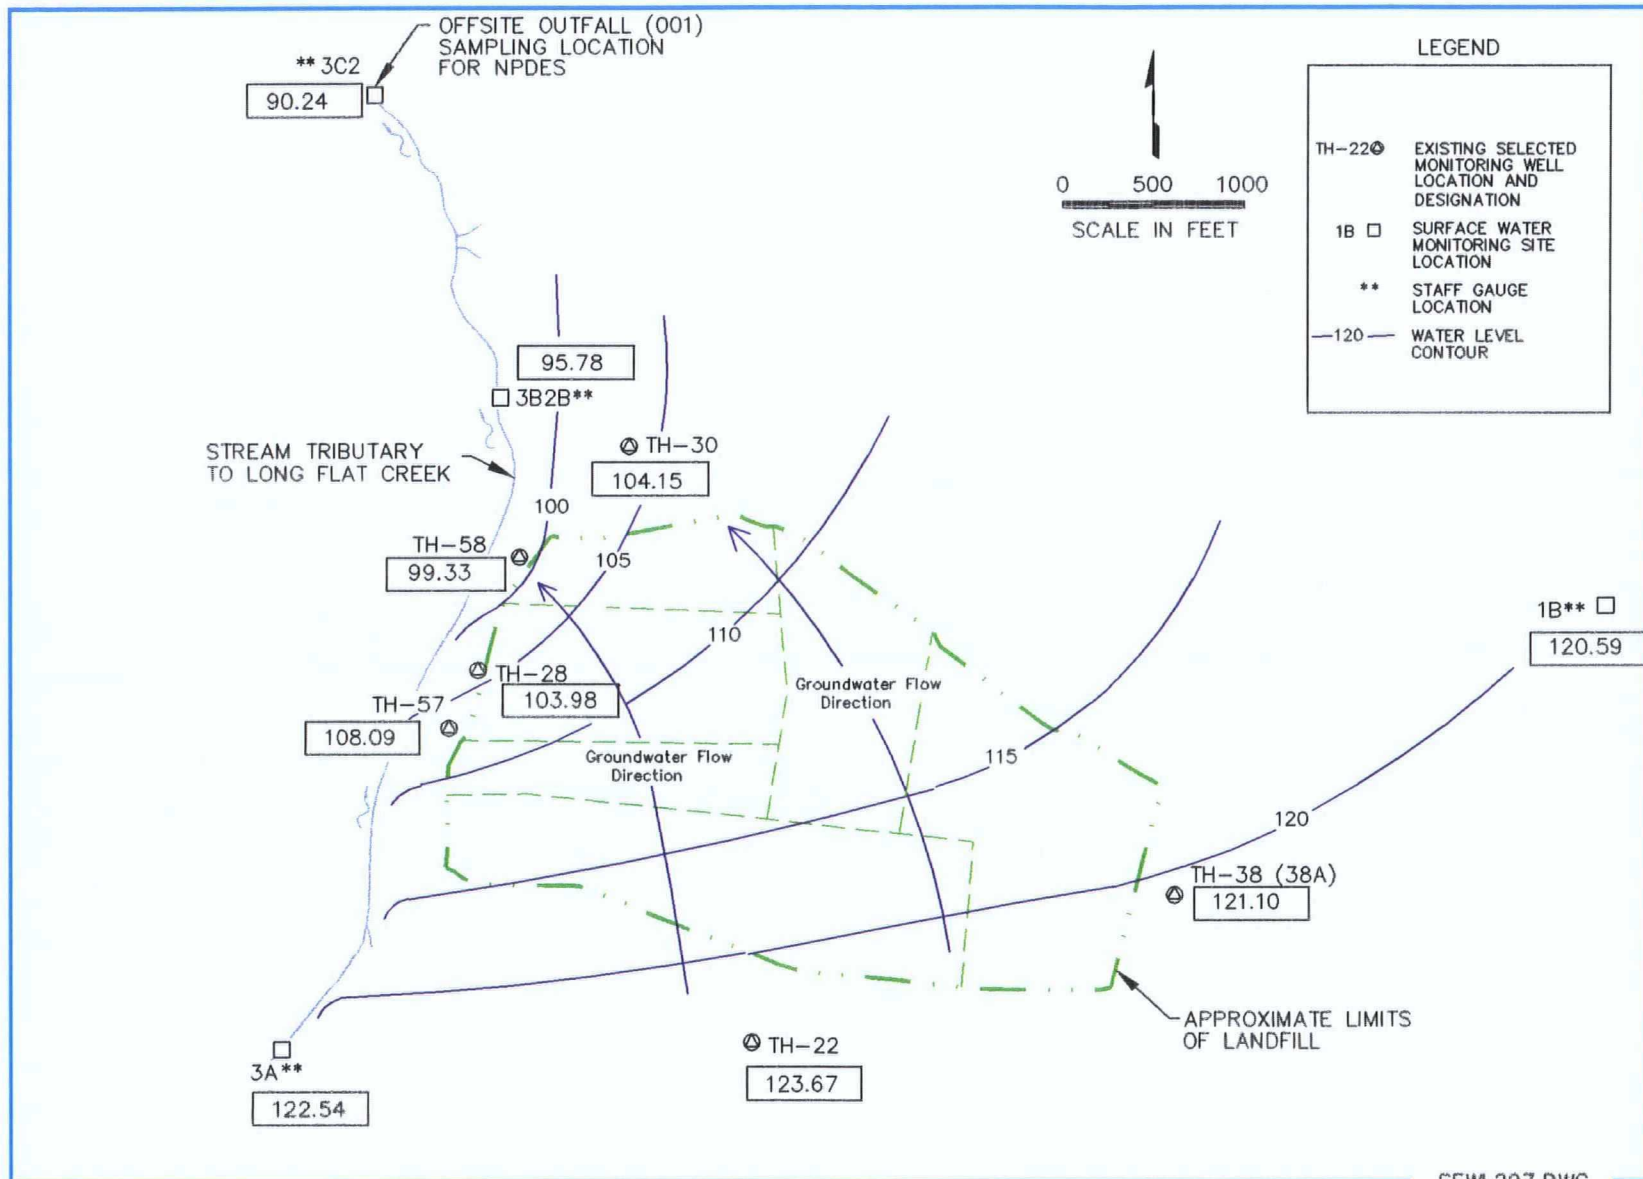 OFFSITE OUTFALL (001)
SAMPLING LOCATION
FOR NPDES
** 3C2
90.24
LEGEND
TH-22
EXISTING SELECTED
MONITORING WELL
LOCATION AND
DESIGNATION
1B
SURFACE WATER
MONITORING SITE
LOCATION
**
STAFF GAUGE
LOCATION
120
WATER LEVEL
CONTOUR
0 500 1000
SCALE IN FEET
95.78
3B2B**
STREAM TRIBUTARY
TO LONG FLAT CREEK
TH-30
104.15
100
TH-58
99.33
105
110
1B**
120.59
TH-28
103.98
TH-57
108.09
Groundwater Flow
Direction
Groundwater Flow
Direction
115
120
TH-38 (38A)
121.10
APPROXIMATE LIMITS
OF LANDFILL
TH-22
123.67
3A**
122.54